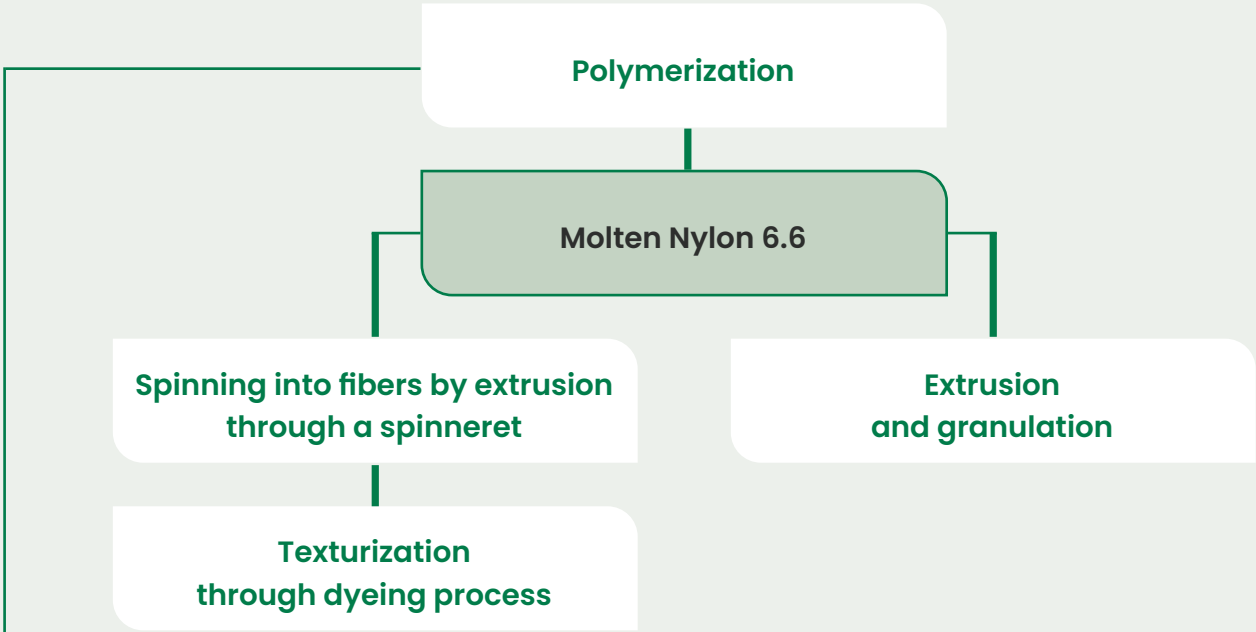 Polymerization
Molten Nylon 6.6
Spinning into fibers by extrusion
through a spinneret
Extrusion
and granulation
Texturization
through dyeing process